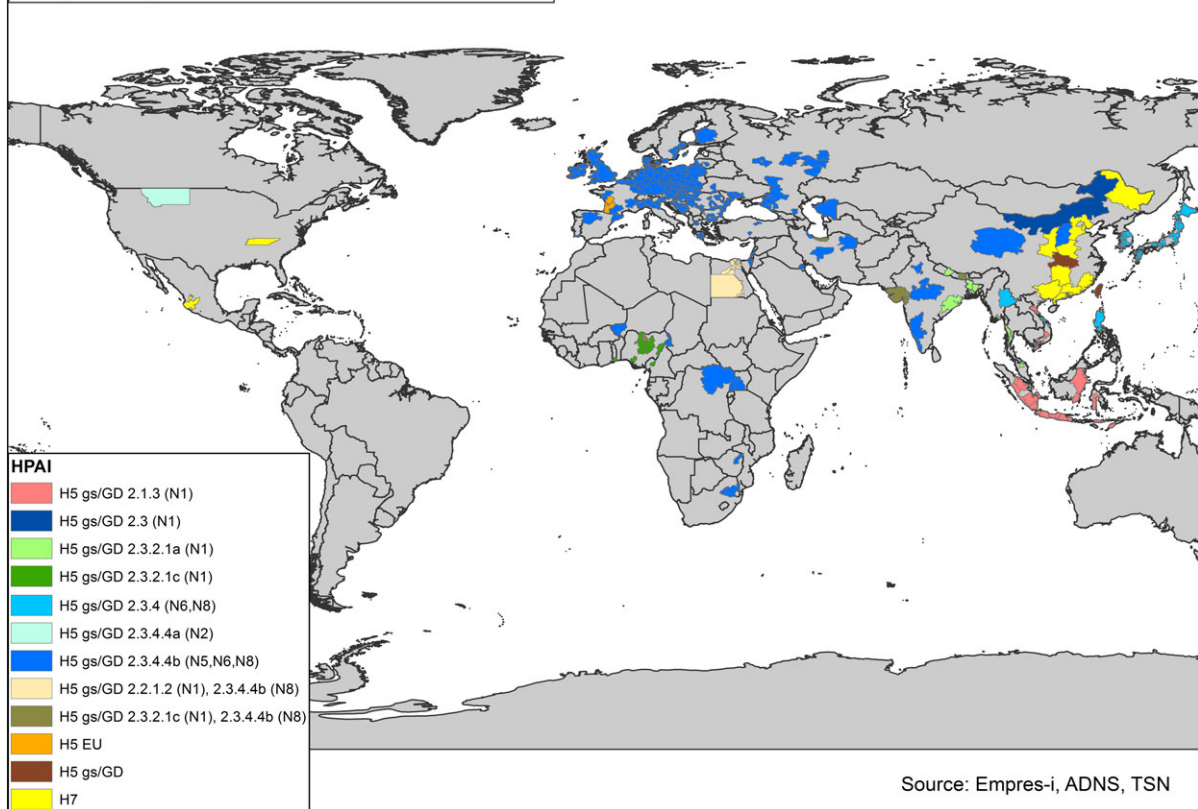 HPAI
H5 gs/GD 2.1.3 (N1)
H5 gs/GD 2.3 (N1)
H5 gs/GD 2.3.2.1a (N1)
H5 gs/GD 2.3.2.1c (N1)
H5 gs/GD 2.3.4 (N6,N8)
H5 gs/GD 2.3.4.4a (N2)
H5 gs/GD 2.3.4.4b (N5,N6,N8)
H5 gs/GD 2.2.1.2 (N1), 2.3.4.4b (N8)
H5 gs/GD 2.3.2.1c (N1), 2.3.4.4b (N8)
H5 EU
H5 gs/GD
H7
Source: Empres-i, ADNS, TSN